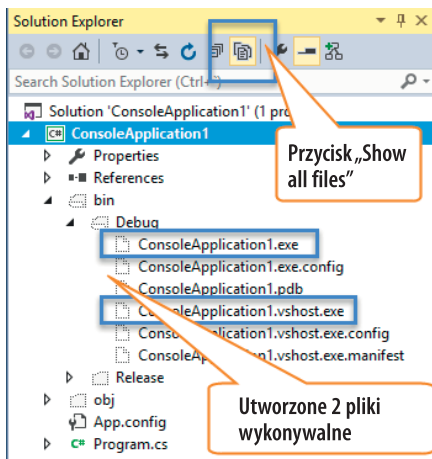 Solution Explorer
Search Solution Explorer (Ctrl+
Solution 'ConsoleApplication1' (1 pro
C# ConsoleApplication1
Przycisk „Show
all files”
Properties
References
bin
Debug
ConsoleApplication1.exe
ConsoleApplication1.exe.config
ConsoleApplication1.pdb
ConsoleApplication1.vshost.exe
ConsoleApplication1.vshost.exe.config
ConsoleApplication1.vshost.exe.manifest
Release
obj
App.config
C# Program.cs
Utworzone 2 pliki
wykonywalne